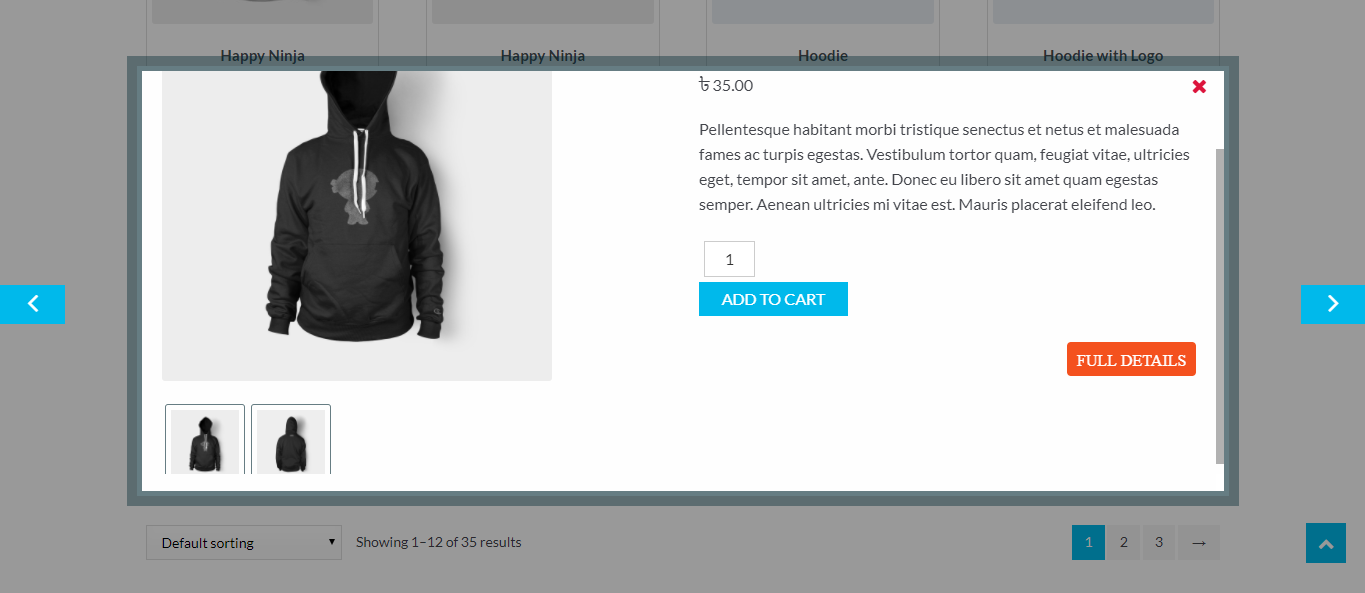 Happy Ninja
Happy Ninja
Hoodie
Hoodie with Logo
৳ 35.00
Pellentesque habitant morbi tristique senectus et netus et malesuada
fames ac turpis egestas. Vestibulum tortor quam, feugiat vitae, ultricies
eget, tempor sit amet, ante. Donec eu libero sit amet quam egestas
semper. Aenean ultricies mi vitae est. Mauris placerat eleifend leo.
1
ADD TO CART
FULL DETAILS
Default sorting
Showing 1–12 of 35 results
1 2 3 →